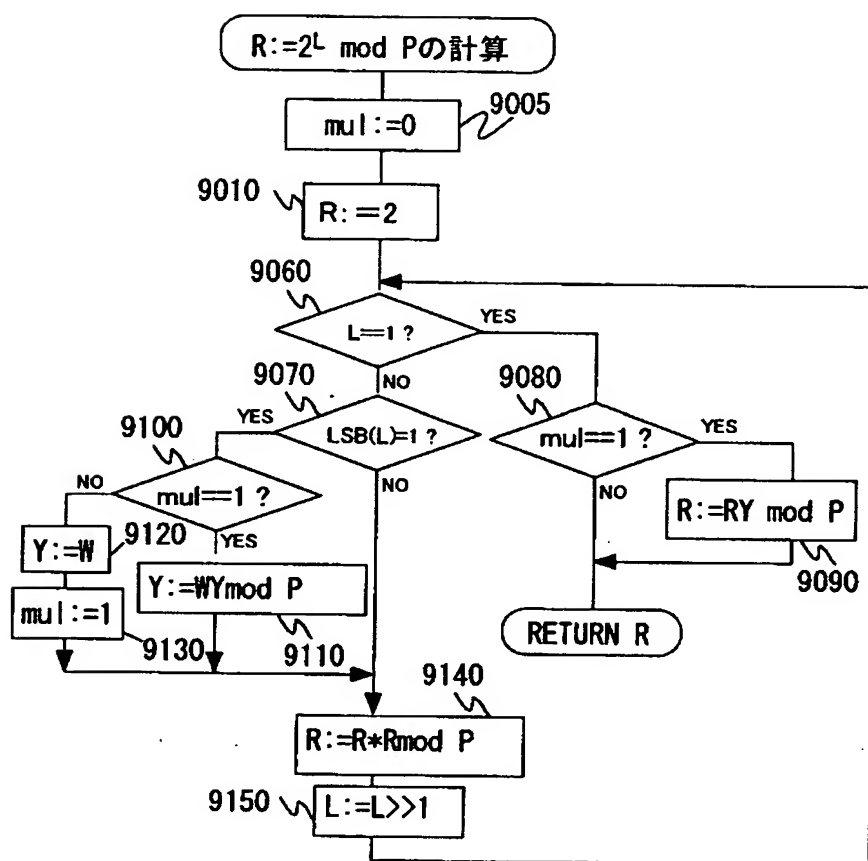 R:=2^L mod Pの計算
9005
mul:=0
9010
R:=2
9060
L==1 ?
YES
NO
9070
LSB(L)=1 ?
YES
NO
9080
mul==1 ?
YES
NO
9100
mul==1 ?
NO
YES
R:=RY mod P
9090
Y:=W
9120
Y:=WYmod P
9110
mul:=1
9130
RETURN R
9140
R:=R*Rmod P
9150
L:=L>>1